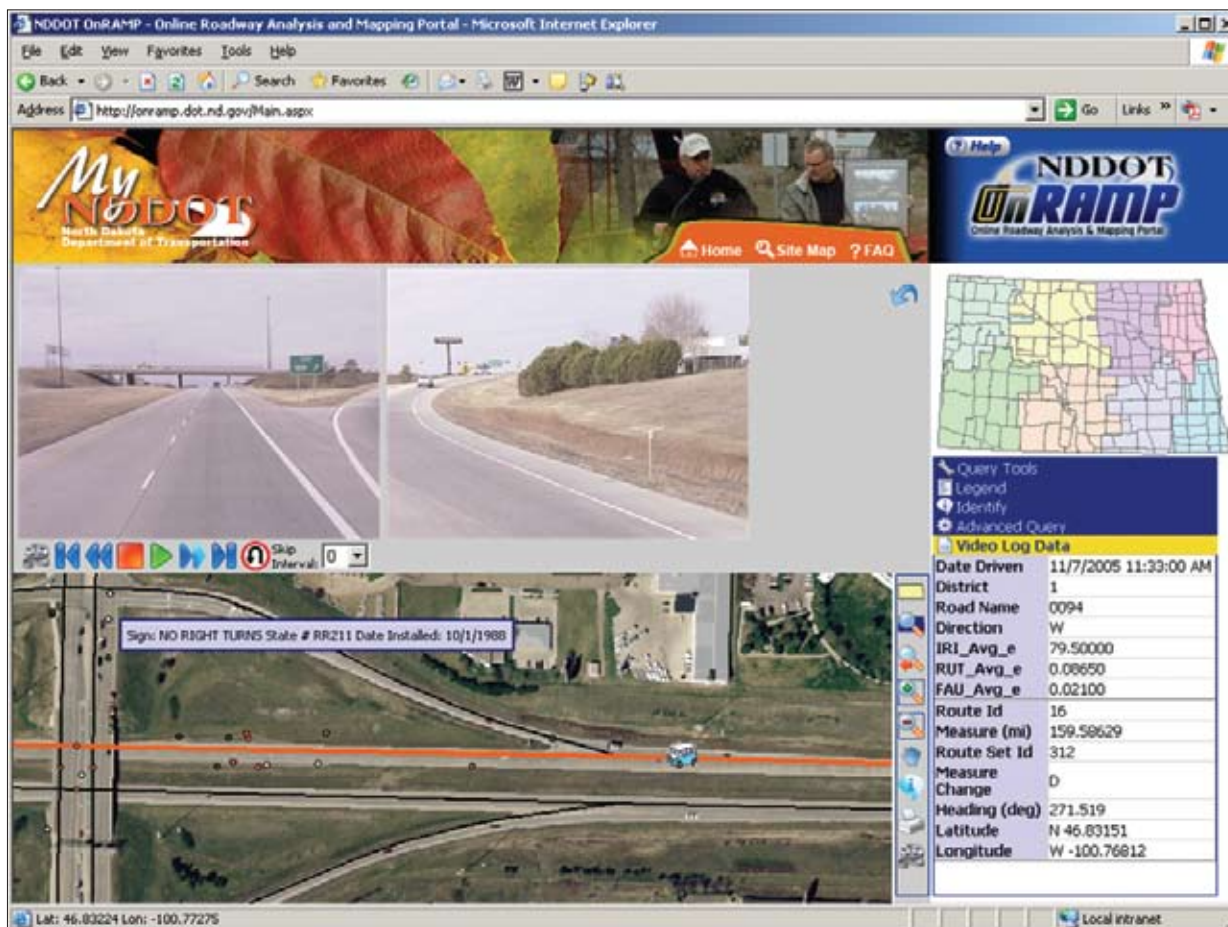 NDDOT OnRAMP - Online Roadway Analysis and Mapping Portal - Microsoft Internet Explorer
File Edit View Favorites Tools Help
Back Search Favorites W
Address http://onramp.dot.nd.gov/Main.aspx Go Links »
My
NDDOT
North Dakota
Department of Transportation
Home Site Map ? FAQ
(?) Help
NDDOT
OnRAMP
Online Roadway Analysis & Mapping Portal
Skip
Interval: 0
Sign: NO RIGHT TURNS State # RR211 Date Installed: 10/1/1988
Query Tools
Legend
Identify
Advanced Query
Video Log Data
Date Driven 11/7/2005 11:33:00 AM
District 1
Road Name 0094
Direction W
IRI_Avg_e 79.50000
RUT_Avg_e 0.08650
FAU_Avg_e 0.02100
Route Id 16
Measure (mi) 159.58629
Route Set Id 312
Measure
Change D
Heading (deg) 271.519
Latitude N 46.83151
Longitude W -100.76812
Lat: 46.83224 Lon: -100.77275 Local intranet